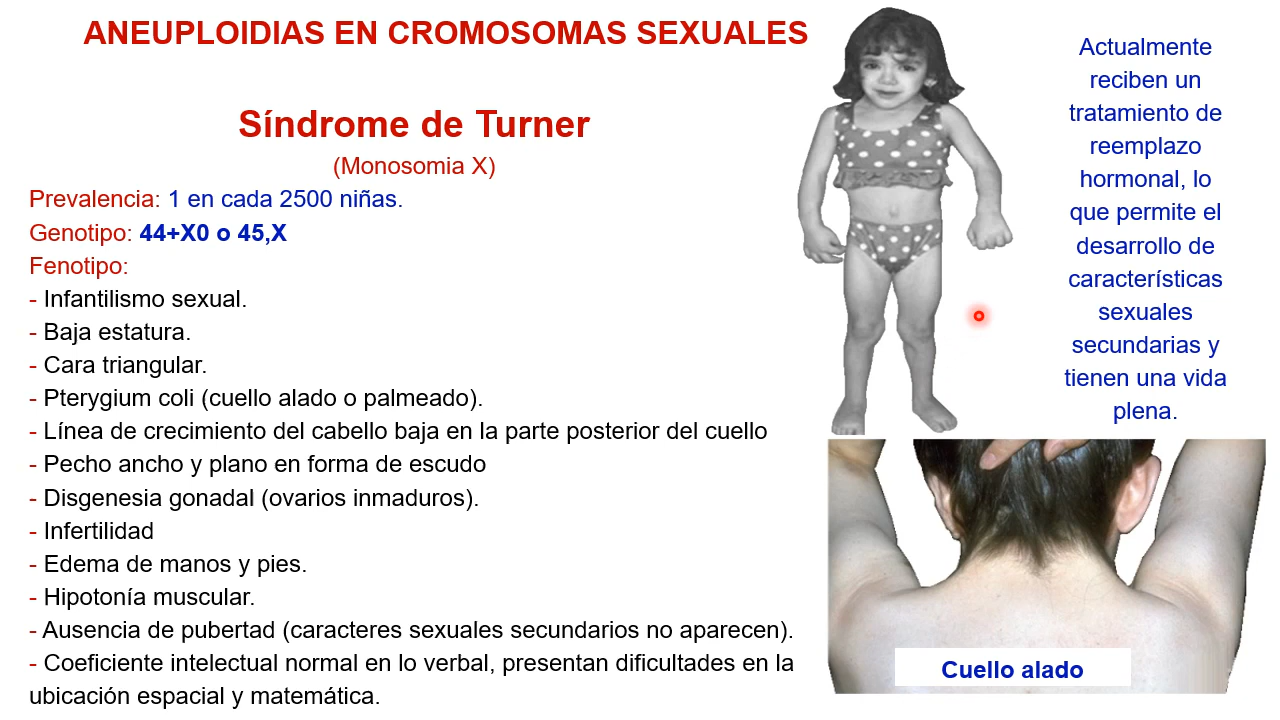 ANEUPLOIDIAS EN CROMOSOMAS SEXUALES
Síndrome de Turner
(Monosomia X)
Prevalencia: 1 en cada 2500 niñas.
Genotipo: 44+X0 o 45,X
Fenotipo:
- Infantilismo sexual.
- Baja estatura.
- Cara triangular.
- Pterygium coli (cuello alado o palmeado).
- Línea de crecimiento del cabello baja en la parte posterior del cuello
- Pecho ancho y plano en forma de escudo
- Disgenesia gonadal (ovarios inmaduros).
- Infertilidad
- Edema de manos y pies.
- Hipotonía muscular.
- Ausencia de pubertad (caracteres sexuales secundarios no aparecen).
- Coeficiente intelectual normal en lo verbal, presentan dificultades en la
ubicación espacial y matemática.
Actualmente
reciben un
tratamiento de
reemplazo
hormonal, lo
que permite el
desarrollo de
características
sexuales
secundarias y
tienen una vida
plena.
Cuello alado